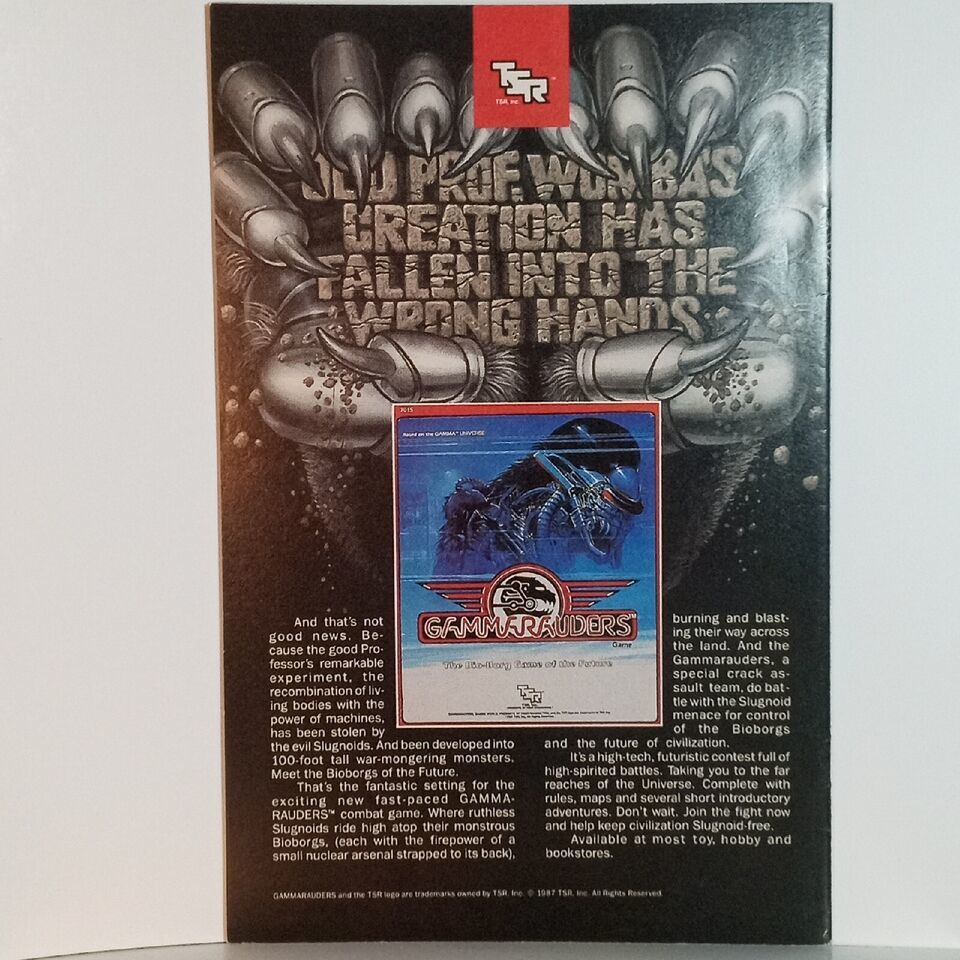 TSR™
TSR, Inc.
OLD PROF. WOMBA'S
CREATION HAS
FALLEN INTO THE
WRONG HANDS.
7015
Based on the GAMMA™ UNIVERSE
GAMMARAUDERS™
Game
The Bio-Borg Game of the Future
TSR
And that's not
good news. Be-
cause the good Pro-
fessor's remarkable
experiment, the
recombination of liv-
ing bodies with the
power of machines,
has been stolen by
the evil Slugnoids. And been developed into
100-foot tall war-mongering monsters.
Meet the Bioborgs of the Future.
That's the fantastic setting for the
exciting new fast-paced GAMMA-
RAUDERS™ combat game. Where ruthless
Slugnoids ride high atop their monstrous
Bioborgs, (each with the firepower of a
small nuclear arsenal strapped to its back),
burning and blast-
ing their way across
the land. And the
Gammarauders, a
special crack as-
sault team, do bat-
tle with the Slugnoid
menace for control
of the Bioborgs
and the future of civilization.
It's a high-tech, futuristic contest full of
high-spirited battles. Taking you to the far
reaches of the Universe. Complete with
rules, maps and several short introductory
adventures. Don't wait. Join the fight now
and help keep civilization Slugnoid-free.
Available at most toy, hobby and
bookstores.
GAMMARAUDERS and the TSR logo are trademarks owned by TSR, Inc. © 1987 TSR, Inc. All Rights Reserved.